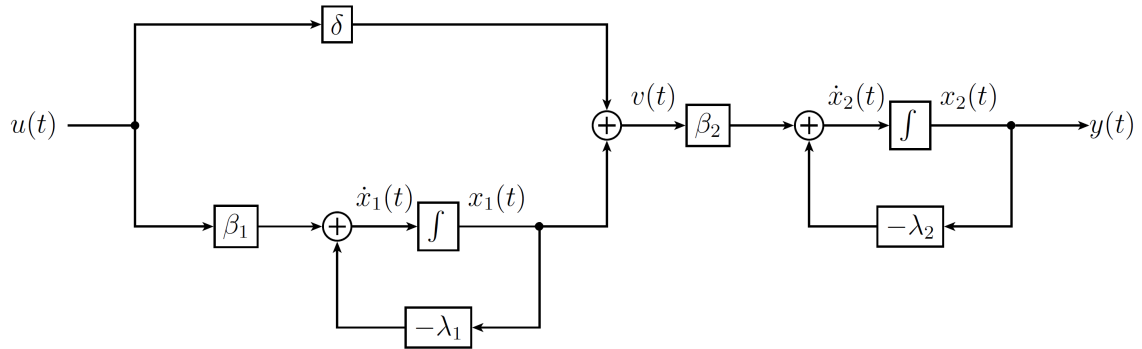 δ
u(t)
v(t)
β₂
ẋ₂(t)
∫
x₂(t)
y(t)
β₁
ẋ₁(t)
∫
x₁(t)
−λ₂
−λ₁